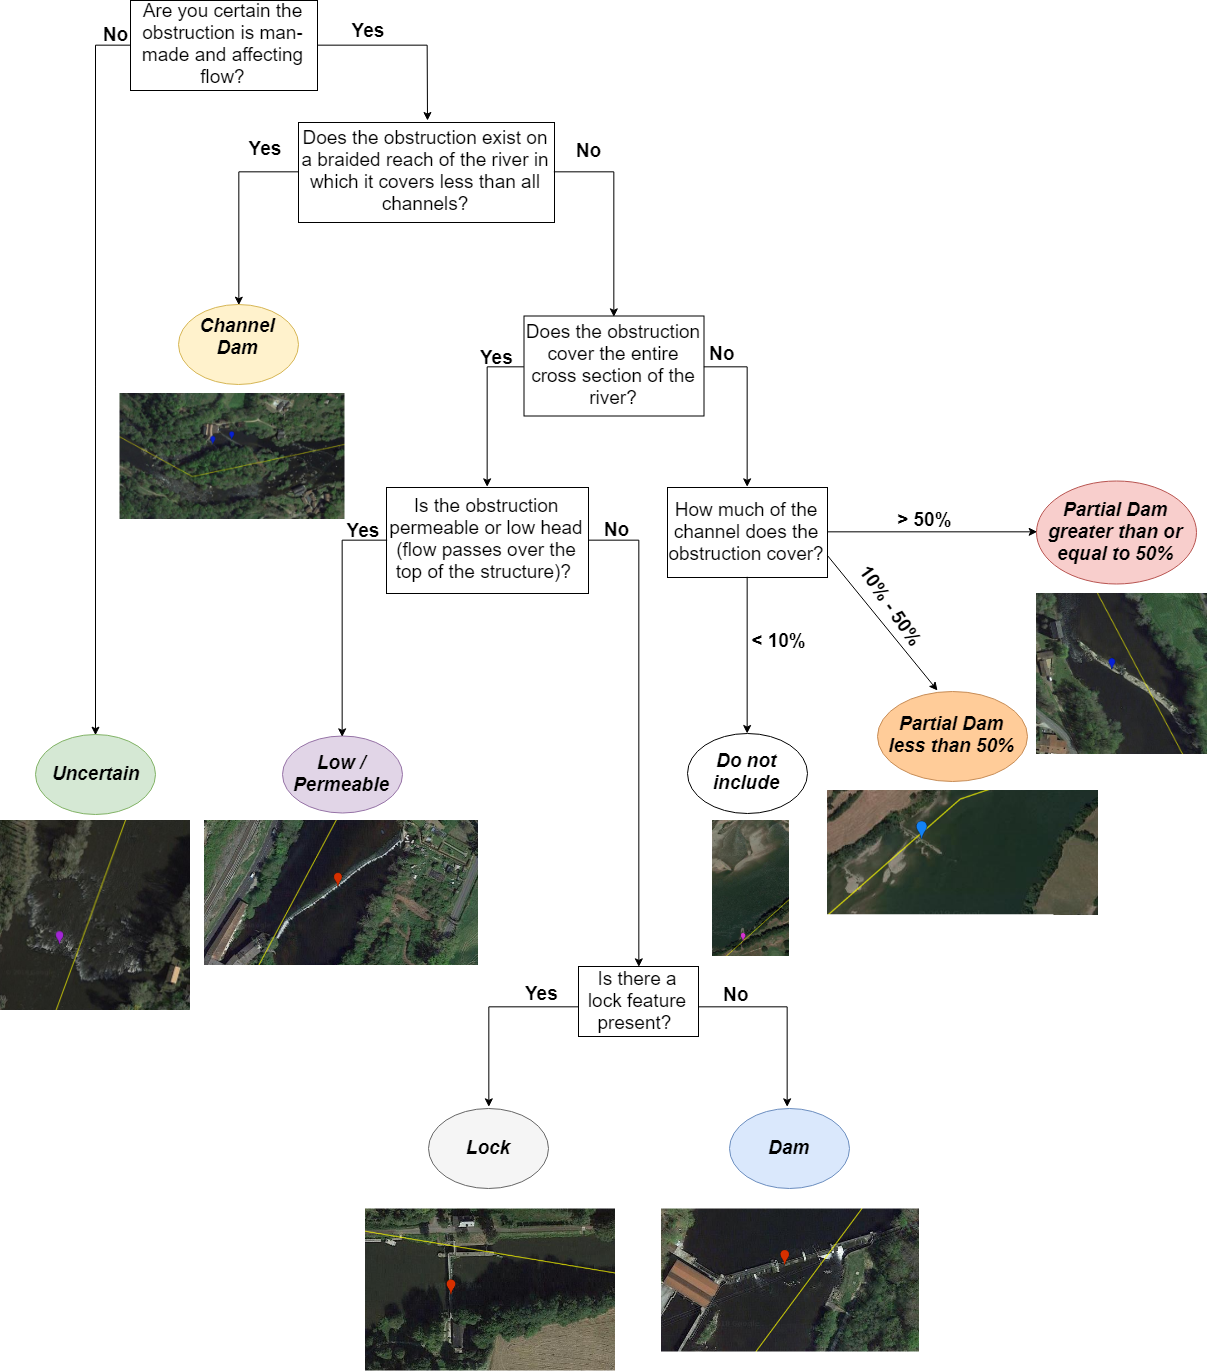 Are you certain the
obstruction is man-
made and affecting
flow?
No
Yes
Does the obstruction exist on
a braided reach of the river in
which it covers less than all
channels?
Yes
No
Channel
Dam
Does the obstruction
cover the entire
cross section of the
river?
Yes
No
Is the obstruction
permeable or low head
(flow passes over the
top of the structure)?
Yes
No
How much of the
channel does the
obstruction cover?
> 50%
10% - 50%
< 10%
Partial Dam
greater than or
equal to 50%
Partial Dam
less than 50%
Do not
include
Uncertain
Low /
Permeable
Is there a
lock feature
present?
Yes
No
Lock
Dam